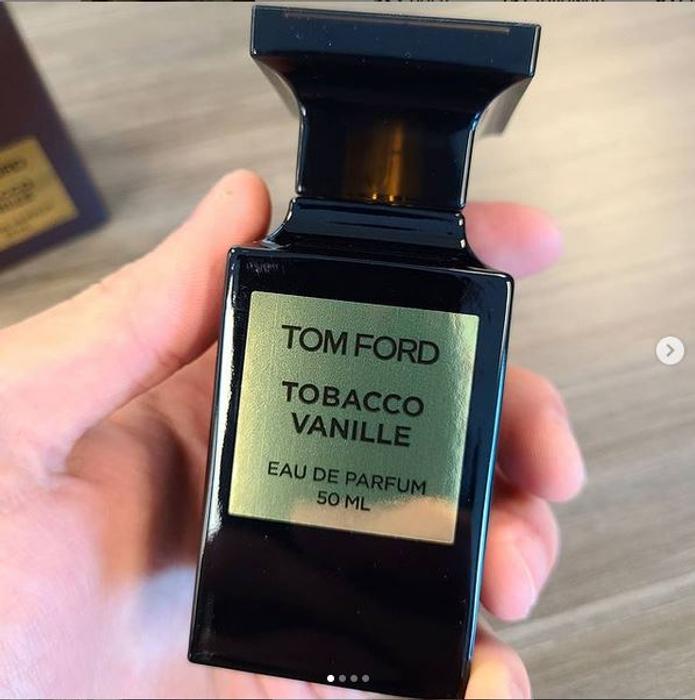 TOM FORD
TOBACCO
VANILLE
EAU DE PARFUM
50 ML